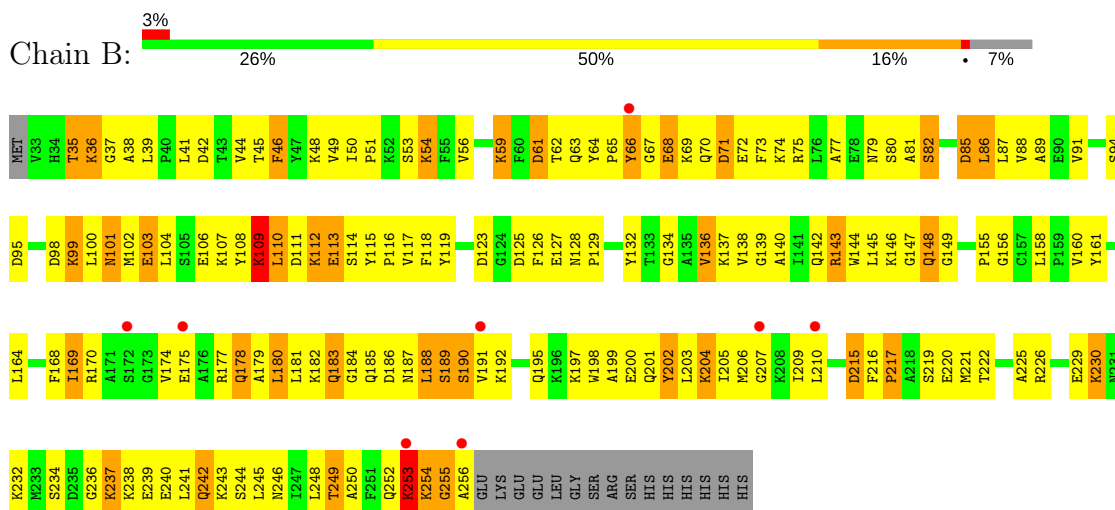 3%
Chain B:
26% 50% 16% • 7%
MET V33 H34 T35 K36 G37 A38 L39 P40 L41 D42 T43 V44 T45 F46 Y47 K48 V49 I50 P51 K52 S53 K54 F55 V56 K59 F60 D61 T62 Q63 Y64 P65 Y66 G67 E68 K69 Q70 D71 E72 F73 K74 R75 L76 A77 E78 N79 S80 A81 S82 D85 L86 L87 V88 A89 E90 V91 S94
D95 D98 K99 L100 N101 M102 E103 L104 S105 E106 K107 Y108 K109 L110 D111 K112 E113 S114 Y115 P116 V117 F118 Y119 D123 G124 D125 F126 E127 N128 P129 Y132 T133 G134 A135 V136 K137 V138 G139 A140 I141 Q142 R143 W144 L145 K146 G147 Q148 G149 P155 G156 C157 L158 P159 V160 Y161
L164 F168 I169 R170 A171 S172 G173 V174 E175 A176 R177 Q178 A179 L180 L181 K182 Q183 G184 Q185 D186 N187 L188 S189 S190 V191 K192 Q195 K196 K197 W198 A199 E200 Q201 Y202 L203 K204 I205 M206 G207 K208 I209 L210 D215 F216 P217 A218 S219 E220 M221 T222 A225 R226 E229 K230 N231
K232 M233 S234 D235 G236 K237 K238 E239 E240 L241 Q242 K243 S244 L245 N246 I247 L248 T249 A250 F251 Q252 K253 K254 G255 A256 GLU LYS GLU GLU LEU GLY SER ARG SER HIS HIS HIS HIS HIS HIS